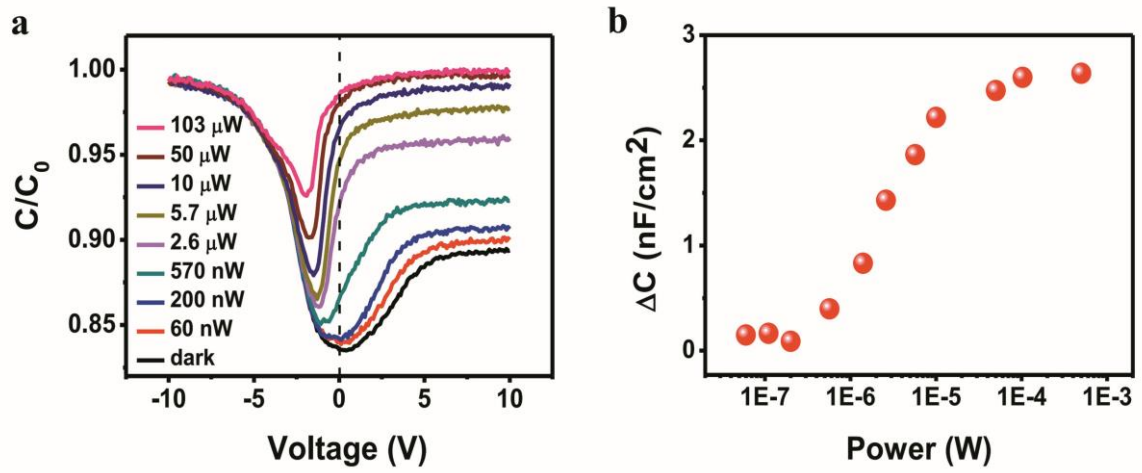 a
C/C₀
1.00
0.95
0.90
0.85
103 μW
50 μW
10 μW
5.7 μW
2.6 μW
570 nW
200 nW
60 nW
dark
-10
-5
0
5
10
Voltage (V)
b
ΔC (nF/cm²)
3
2
1
0
1E-7
1E-6
1E-5
1E-4
1E-3
Power (W)